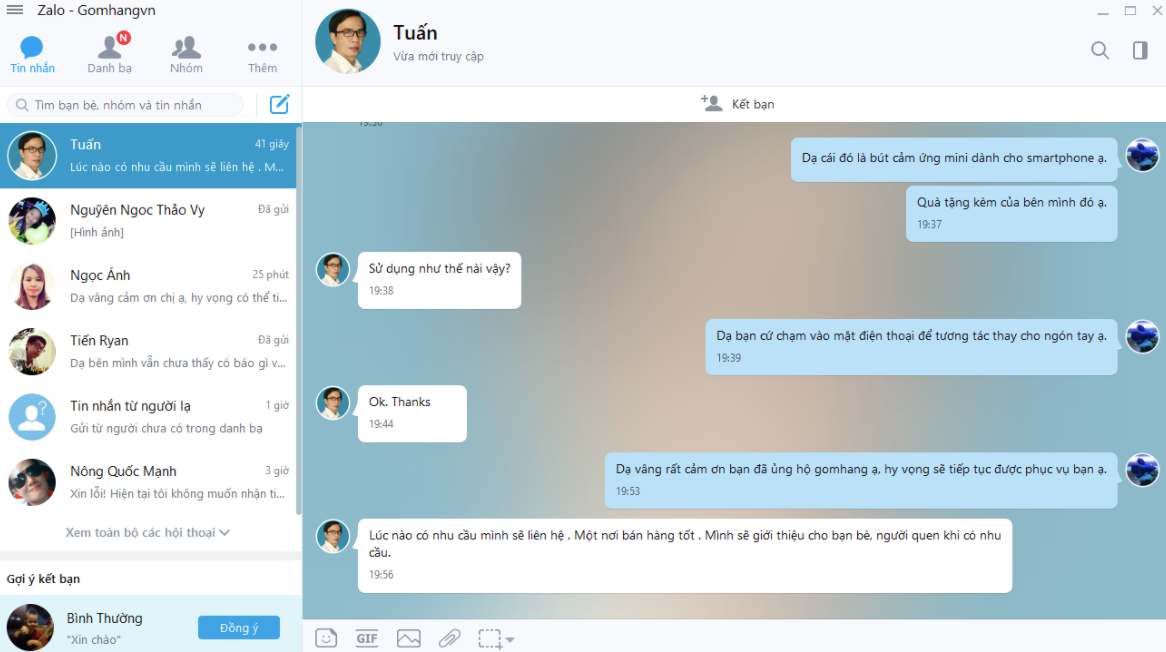 Zalo - Gomhangvn
Tin nhắn
Danh bạ
N
Nhóm
Thêm
Tìm bạn bè, nhóm và tin nhắn
Tuấn
41 giây
Lúc nào có nhu cầu mình sẽ liên hệ . M...
Nguyễn Ngọc Thảo Vy
Đã gửi
[Hình ảnh]
Ngọc Ánh
25 phút
Dạ vâng cảm ơn chị ạ, hy vọng có thể ti...
Tiến Ryan
Đã gửi
Dạ bên mình vẫn chưa thấy có báo gì v...
Tin nhắn từ người lạ
1 giờ
Gửi từ người chưa có trong danh bạ
Nông Quốc Mạnh
3 giờ
Xin lỗi! Hiện tại tôi không muốn nhận ti...
Xem toàn bộ các hội thoại
Gợi ý kết bạn
Bình Thường
"Xin chào"
Đồng ý
Tuấn
Vừa mới truy cập
Kết bạn
Dạ cái đó là bút cảm ứng mini dành cho smartphone ạ.
Quà tặng kèm của bên mình đó ạ.
19:37
Sử dụng như thế nài vậy?
19:38
Dạ bạn cứ chạm vào mặt điện thoại để tương tác thay cho ngón tay ạ.
19:39
Ok. Thanks
19:44
Dạ vâng rất cảm ơn bạn đã ủng hộ gomhang ạ, hy vọng sẽ tiếp tục được phục vụ bạn ạ.
19:53
Lúc nào có nhu cầu mình sẽ liên hệ . Một nơi bán hàng tốt . Mình sẽ giới thiệu cho bạn bè, người quen khi có nhu
cầu.
19:56
GIF